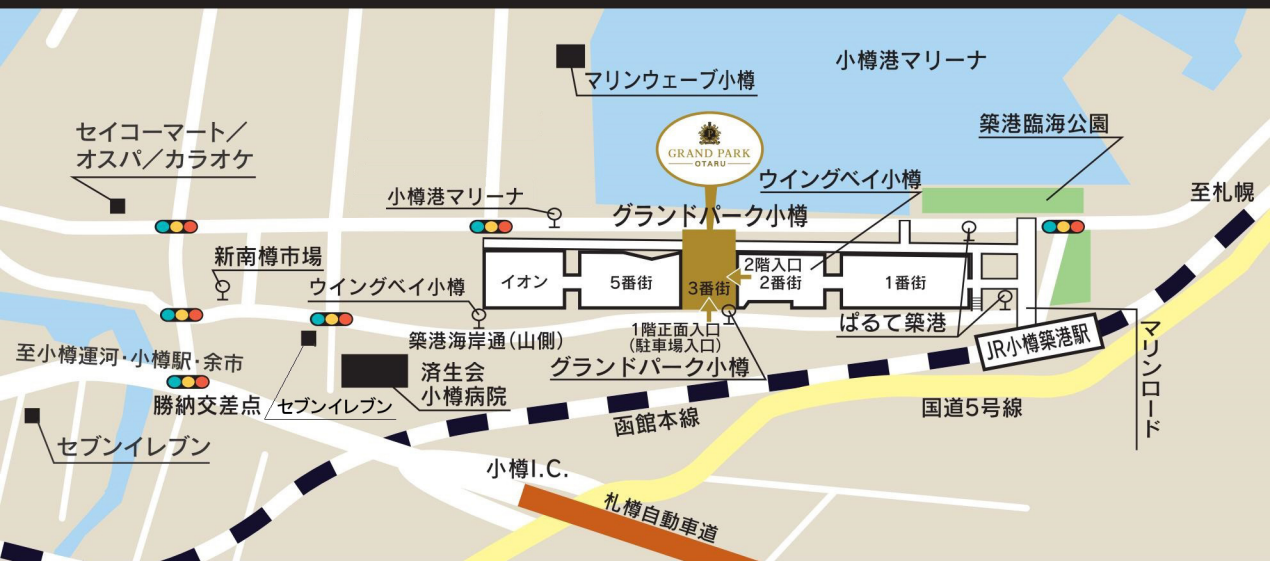 小樽港マリーナ
マリンウェーブ小樽
セイコーマート／
オスパ／カラオケ
築港臨海公園
GRAND PARK
OTARU
ウイングベイ小樽
小樽港マリーナ
グランドパーク小樽
至札幌
新南樽市場
ウイングベイ小樽
イオン
5番街
3番街
2階入口
2番街
1番街
1階正面入口
(駐車場入口)
ぱるて築港
築港海岸通(山側)
グランドパーク小樽
JR小樽築港駅
マリンロード
至小樽運河･小樽駅･余市
済生会
小樽病院
勝納交差点
セブンイレブン
セブンイレブン
函館本線
国道5号線
小樽I.C.
札樽自動車道